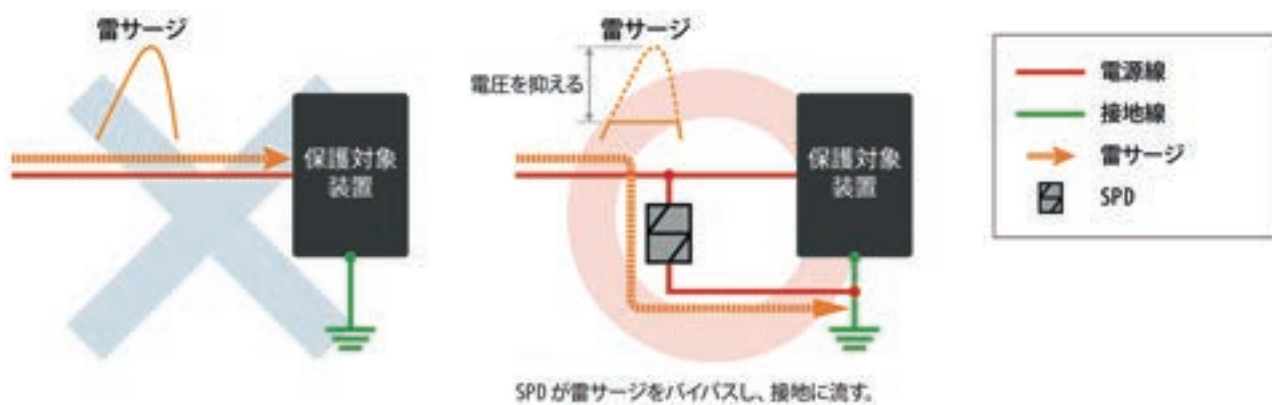 雷サージ
保護対象
装置
雷サージ
電圧を抑える
保護対象
装置
SPDが雷サージをバイパスし、接地に流す。
電源線
接地線
雷サージ
SPD